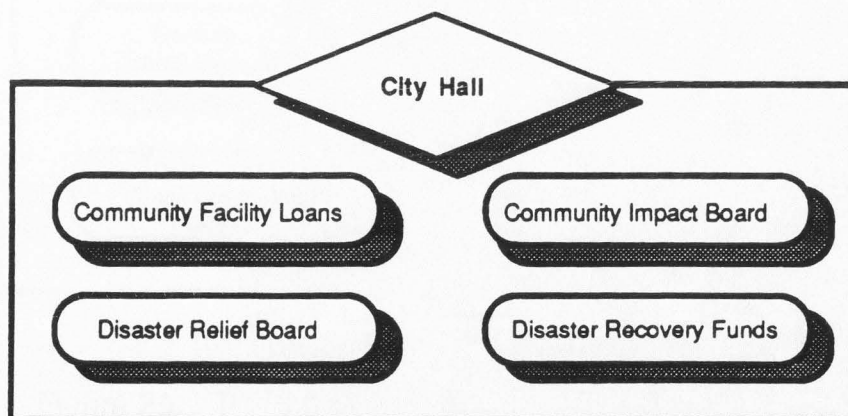 City Hall
Community Facility Loans
Community Impact Board
Disaster Relief Board
Disaster Recovery Funds